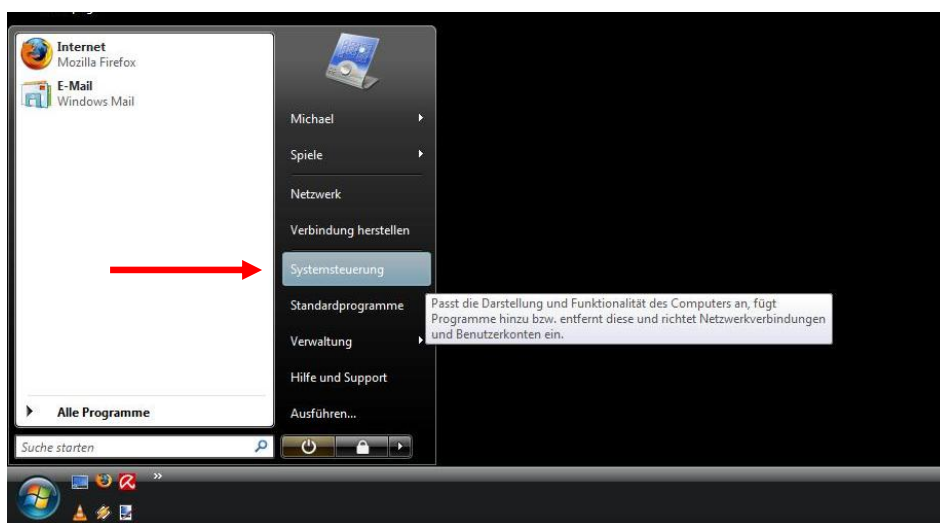 Internet
Mozilla Firefox
E-Mail
Windows Mail
Alle Programme
Suche starten
Michael
Spiele
Netzwerk
Verbindung herstellen
Systemsteuerung
Standardprogramme
Verwaltung
Hilfe und Support
Ausführen...
Passt die Darstellung und Funktionalität des Computers an, fügt
Programme hinzu bzw. entfernt diese und richtet Netzwerkverbindungen
und Benutzerkonten ein.
»